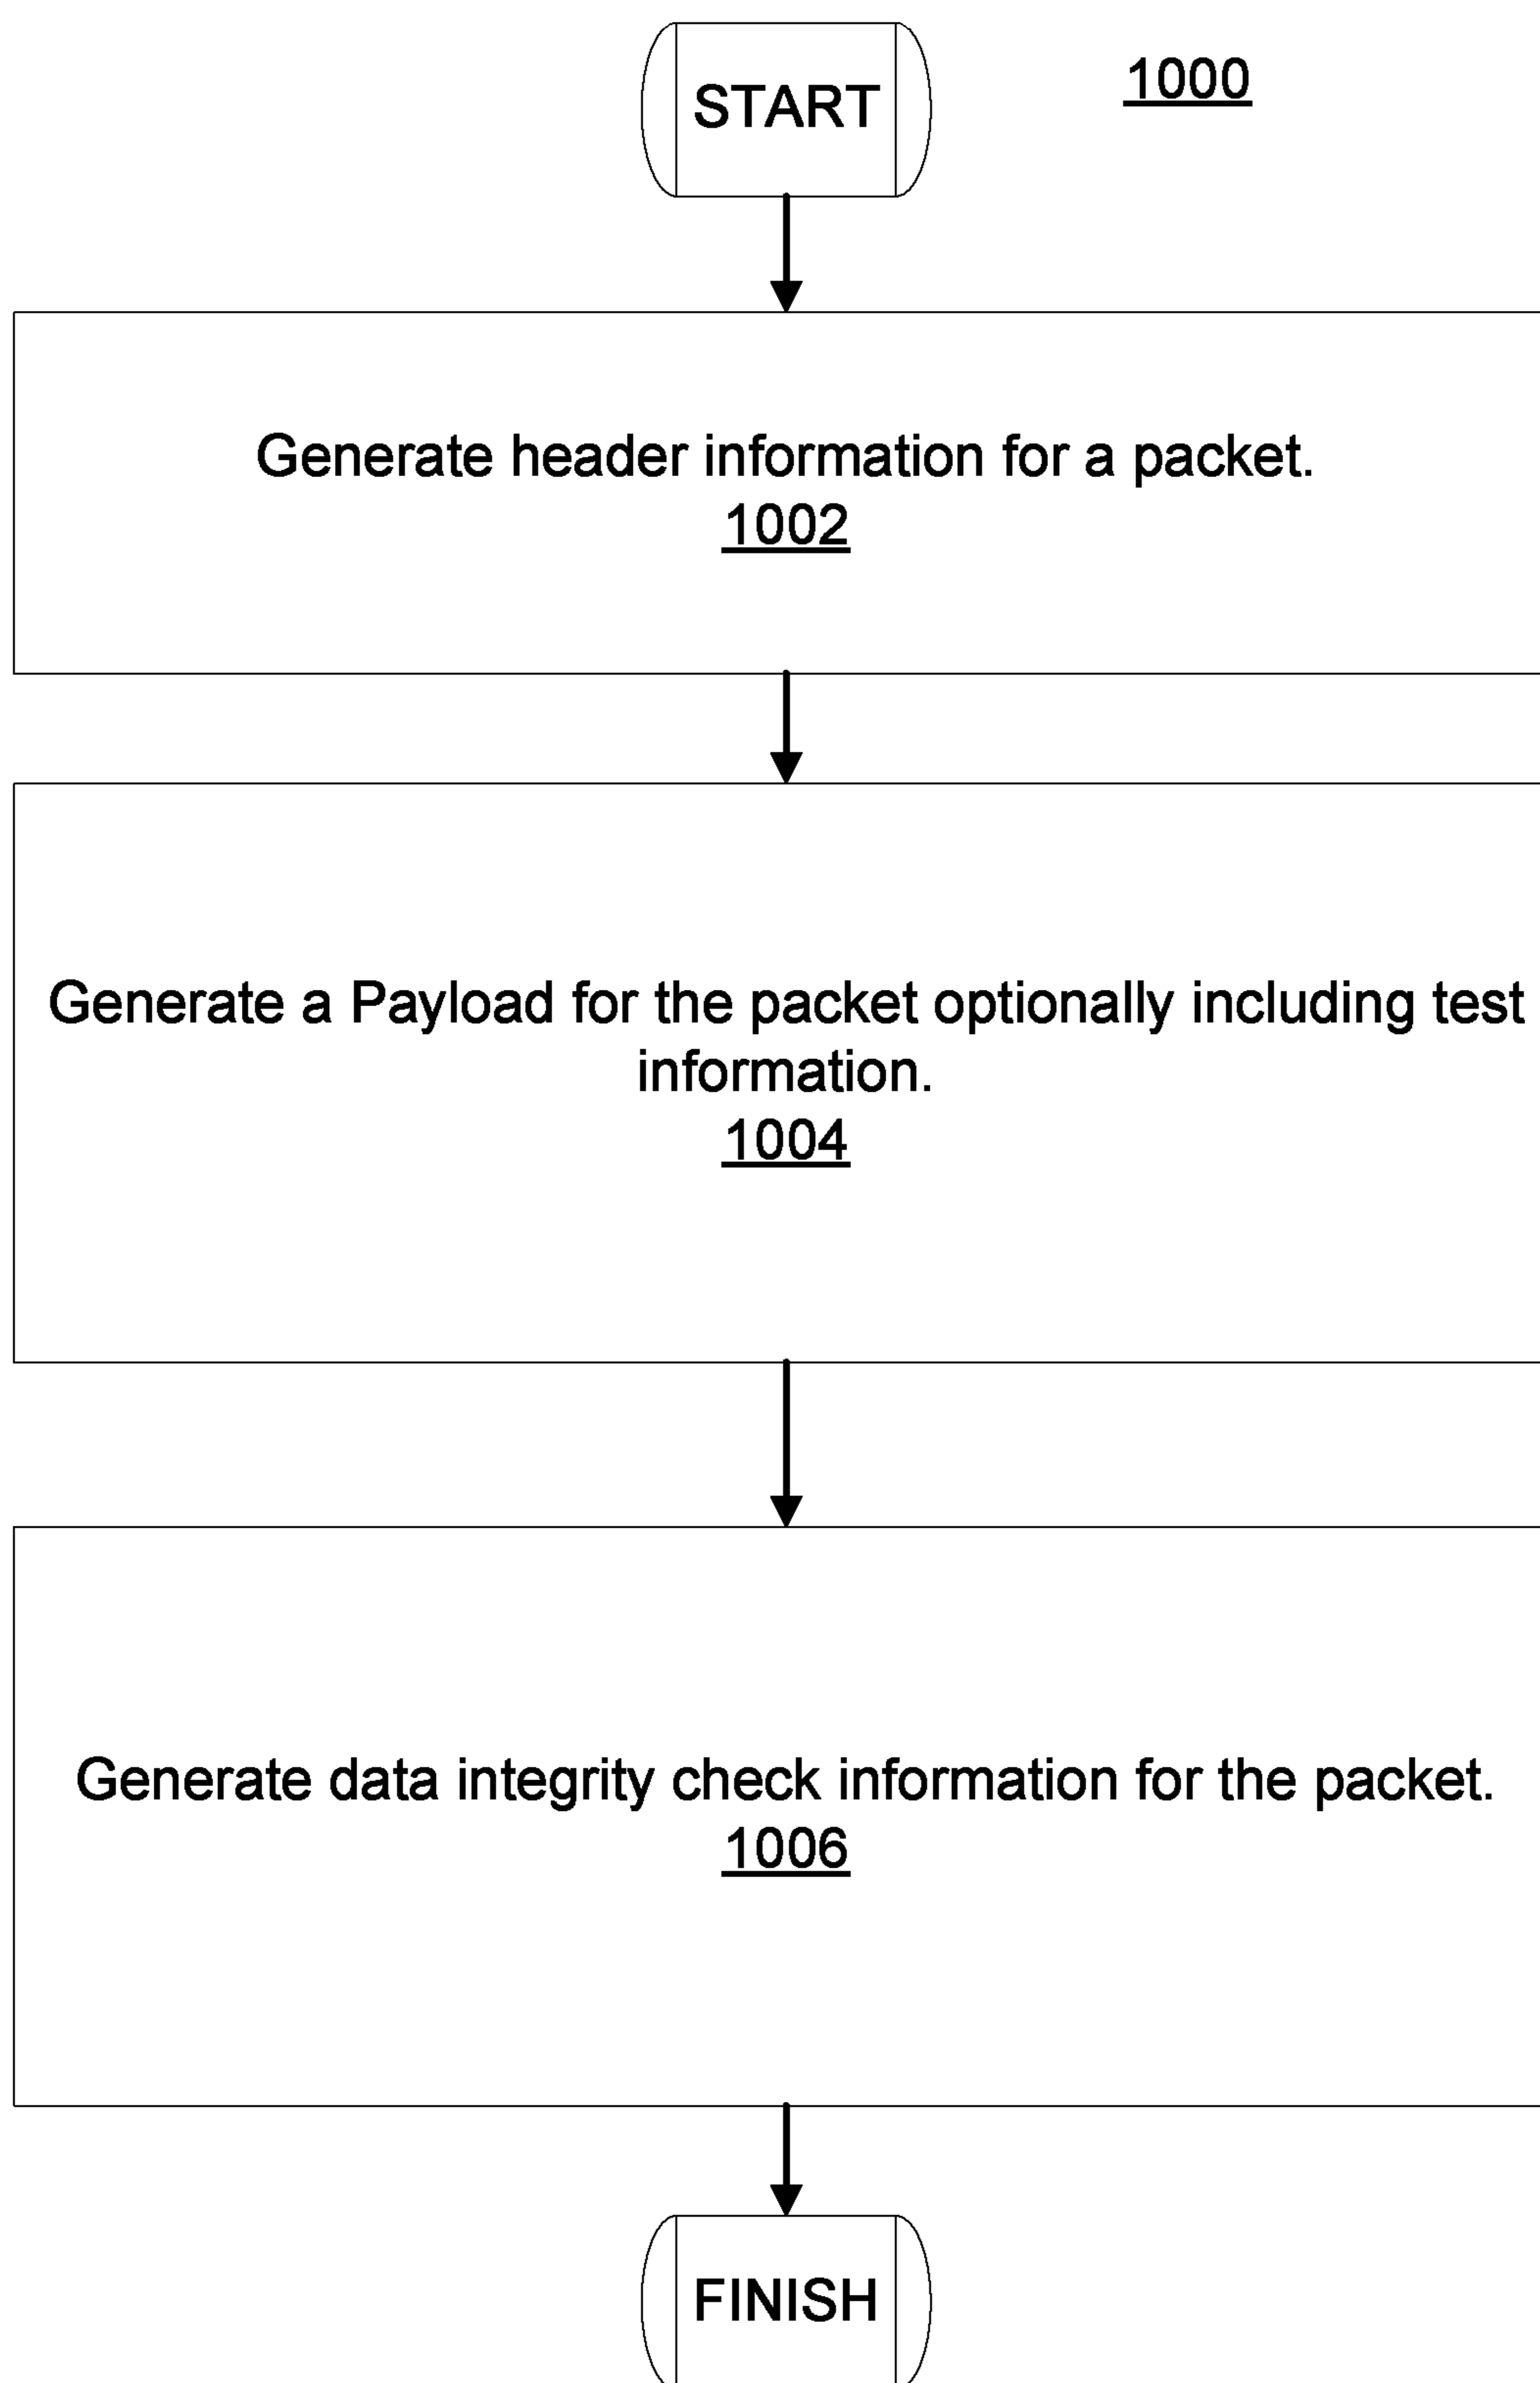 START
1000
Generate header information for a packet.
1002
Generate a Payload for the packet optionally including test
information.
1004
Generate data integrity check information for the packet.
1006
FINISH